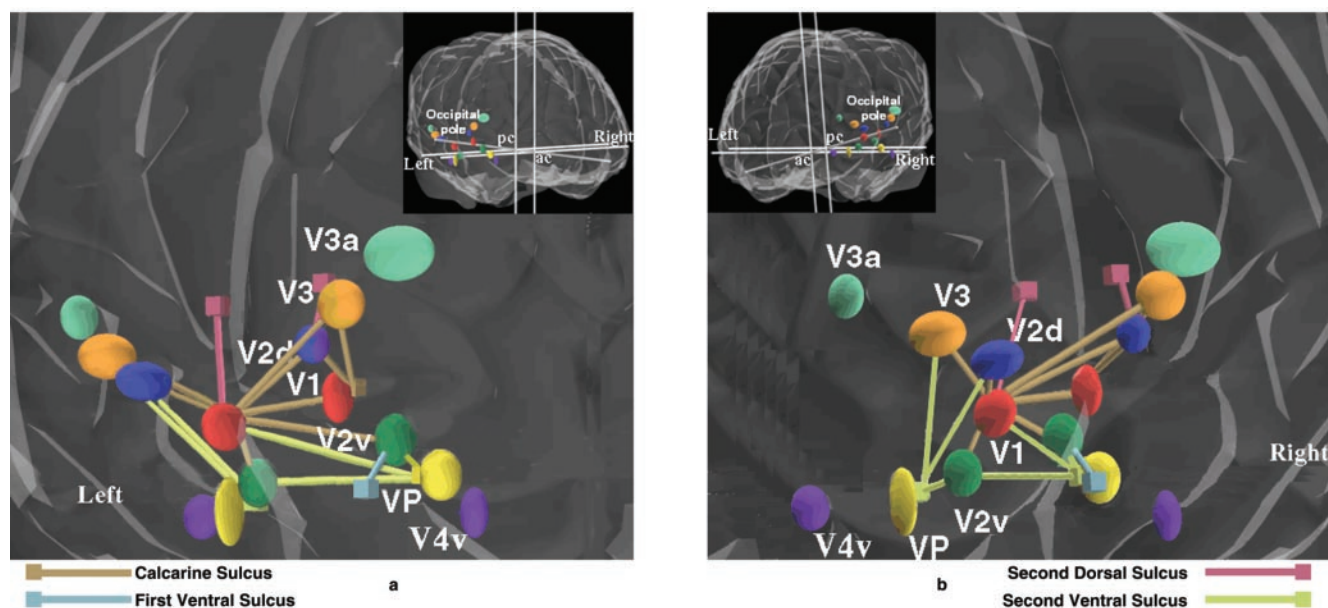 Occipital
pole
pc
Right
Left
ac
V3a
V3
V2d
V1
V2v
VP
V4v
Left
Occipital
pole
Left
pc
ac
Right
V3a
V3
V2d
V1
Right
V2v
V4v
VP
Calcarine Sulcus
First Ventral Sulcus
a
b
Second Dorsal Sulcus
Second Ventral Sulcus